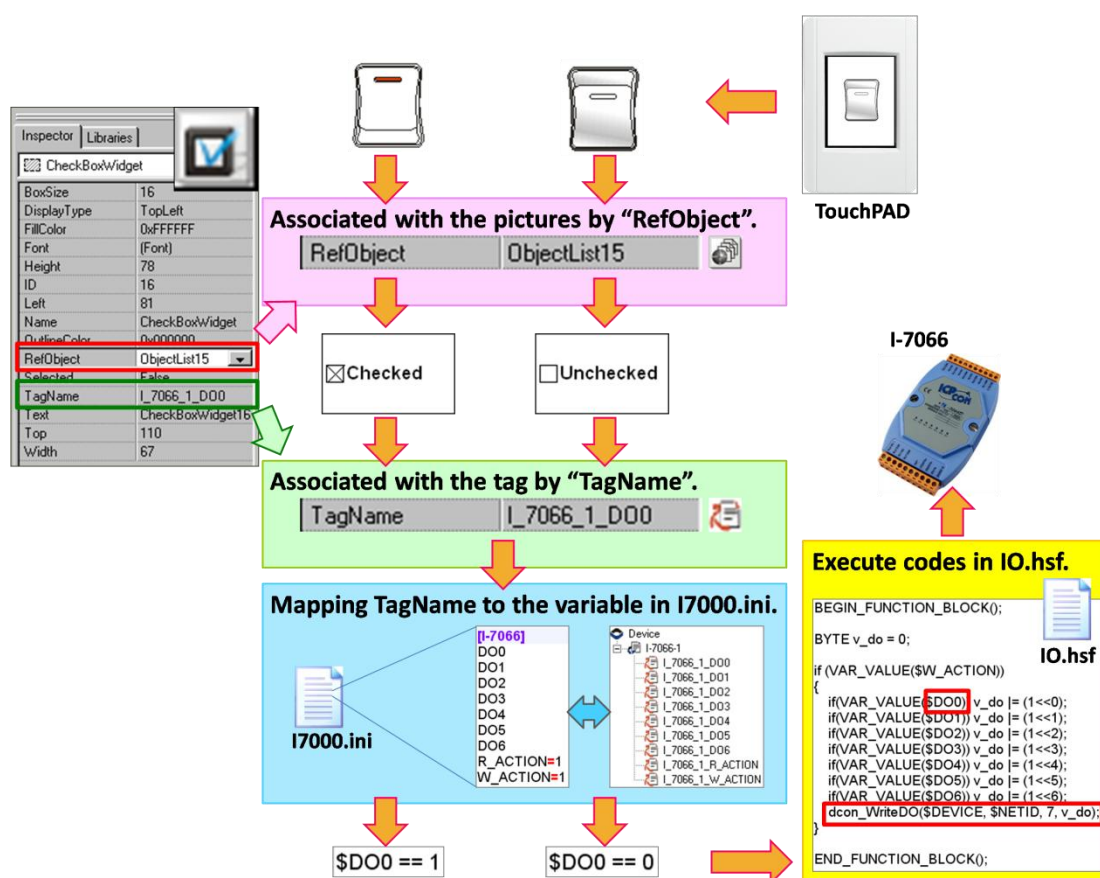 TouchPAD
Inspector
Libraries
CheckBoxWidget
BoxSize 16
DisplayType TopLeft
FillColor 0xFFFFFF
Font (Font)
Height 78
ID 16
Left 81
Name CheckBoxWidget
OutlineColor 0x000000
RefObject ObjectList15
Selected False
TagName I_7066_1_DO0
Text CheckBoxWidget16
Top 110
Width 67
Associated with the pictures by “RefObject”.
RefObject ObjectList15
Checked
Unchecked
Associated with the tag by “TagName”.
TagName I_7066_1_DO0
Mapping TagName to the variable in I7000.ini.
I7000.ini
[I-7066]
DO0
DO1
DO2
DO3
DO4
DO5
DO6
R_ACTION=1
W_ACTION=1
Device
I-7066-1
I_7066_1_DO0
I_7066_1_DO1
I_7066_1_DO2
I_7066_1_DO3
I_7066_1_DO4
I_7066_1_DO5
I_7066_1_DO6
I_7066_1_R_ACTION
I_7066_1_W_ACTION
$DO0 == 1
$DO0 == 0
I-7066
ICP
CON
Execute codes in IO.hsf.
IO.hsf
BEGIN_FUNCTION_BLOCK();
BYTE v_do = 0;
if (VAR_VALUE($W_ACTION))
{
if(VAR_VALUE($DO0)) v_do |= (1<<0);
if(VAR_VALUE($DO1)) v_do |= (1<<1);
if(VAR_VALUE($DO2)) v_do |= (1<<2);
if(VAR_VALUE($DO3)) v_do |= (1<<3);
if(VAR_VALUE($DO4)) v_do |= (1<<4);
if(VAR_VALUE($DO5)) v_do |= (1<<5);
if(VAR_VALUE($DO6)) v_do |= (1<<6);
dcon_WriteDO($DEVICE, $NETID, 7, v_do);
}
END_FUNCTION_BLOCK();